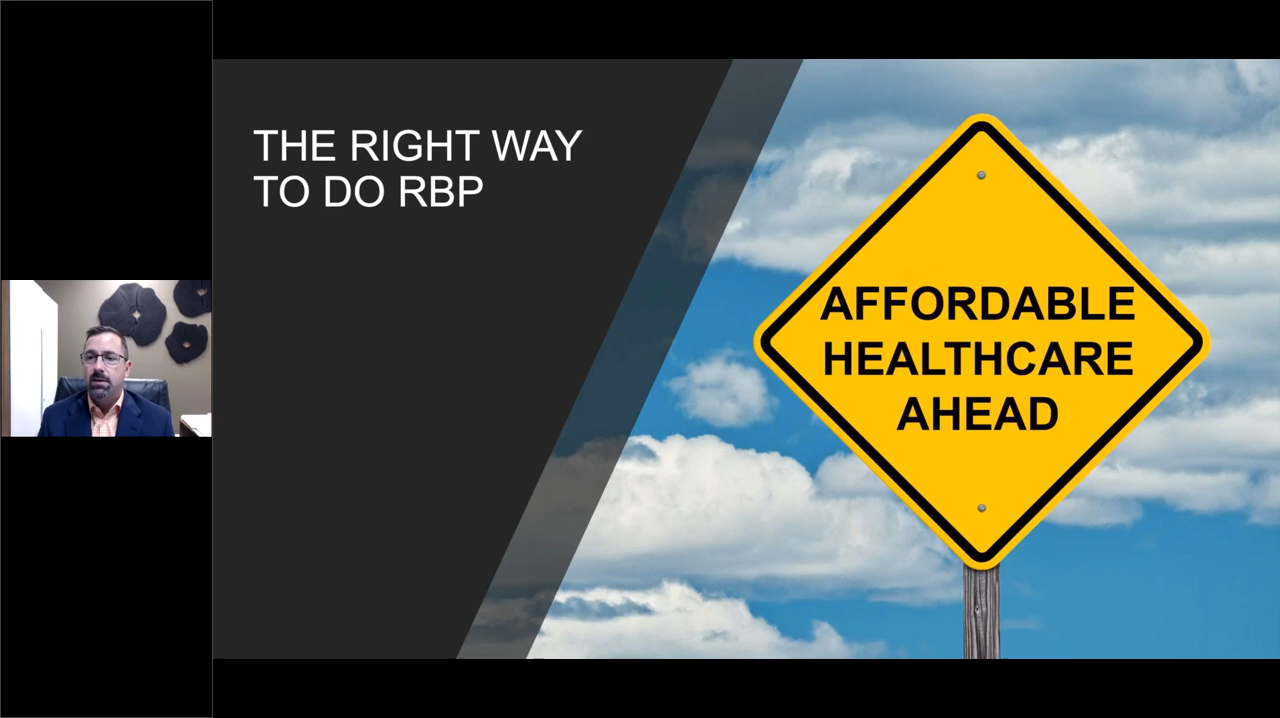 THE RIGHT WAY
TO DO RBP
AFFORDABLE
HEALTHCARE
AHEAD